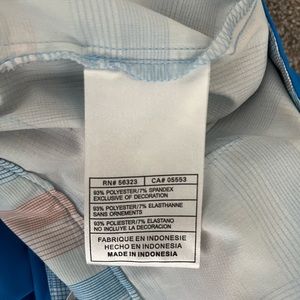 RN# 56323 CA# 05553
93% POLYESTER/7% SPANDEX
EXCLUSIVE OF DECORATION
93% POLYESTER/7% ELASTHANNE
SANS ORNEMENTS
93% POLIESTER/7% ELASTANO
NO INCLUYE LA DECORACIÓN
FABRIQUE EN INDONESIE
HECHO EN INDONESIA
MADE IN INDONESIA